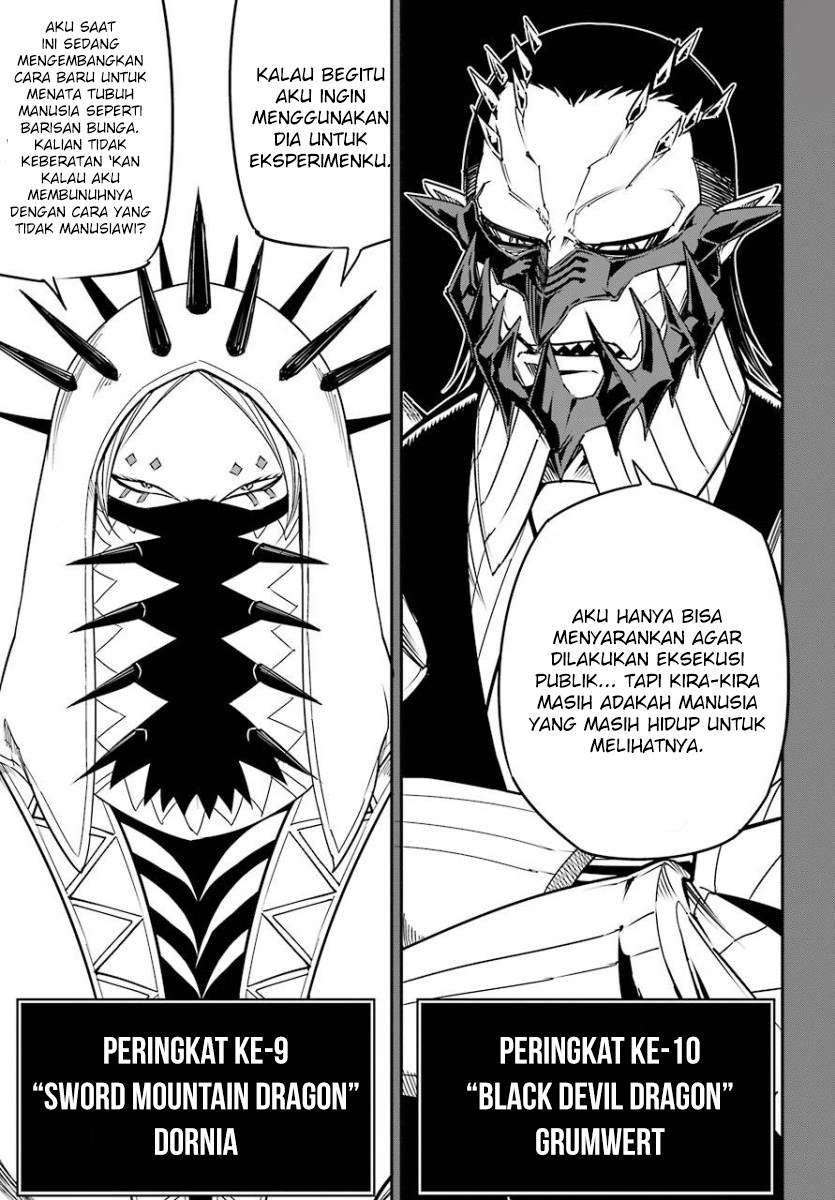 AKU HANYA BISA
MENYARANKAN AGAR
DILAKUKAN EKSEKUSI
PUBLIK... TAPI KIRA-KIRA
MASIH ADAKAH MANUSIA
YANG MASIH HIDUP UNTUK
MELIHATNYA.
PERINGKAT KE-10
“BLACK DEVIL DRAGON”
GRUMWERT
KALAU BEGITU
AKU INGIN
MENGGUNAKAN
DIA UNTUK
EKSPERIMENKU.
AKU SAAT
INI SEDANG
MENGEMBANGKAN
CARA BARU UNTUK
MENATA TUBUH
MANUSIA SEPERTI
BARISAN BUNGA.
KALIAN TIDAK
KEBERATAN ‘KAN
KALAU AKU
MEMBUNUHNYA
DENGAN CARA YANG
TIDAK MANUSIAWI?
PERINGKAT KE-9
“SWORD MOUNTAIN DRAGON”
DORNIA